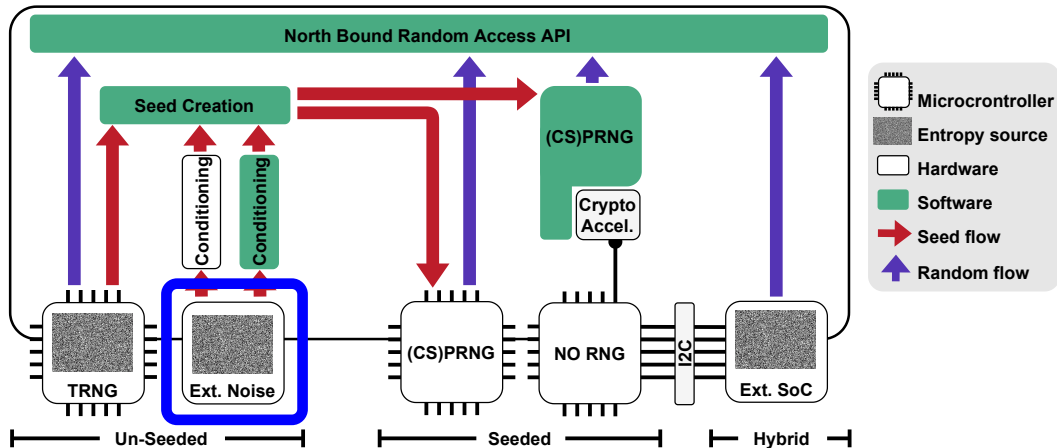 North Bound Random Access API
Seed Creation
Conditioning
Conditioning
(CS)PRNG
Crypto
Accel.
TRNG
Ext. Noise
(CS)PRNG
NO RNG
I2C
Ext. SoC
Un-Seeded
Seeded
Hybrid
Microcrontroller
Entropy source
Hardware
Software
Seed flow
Random flow